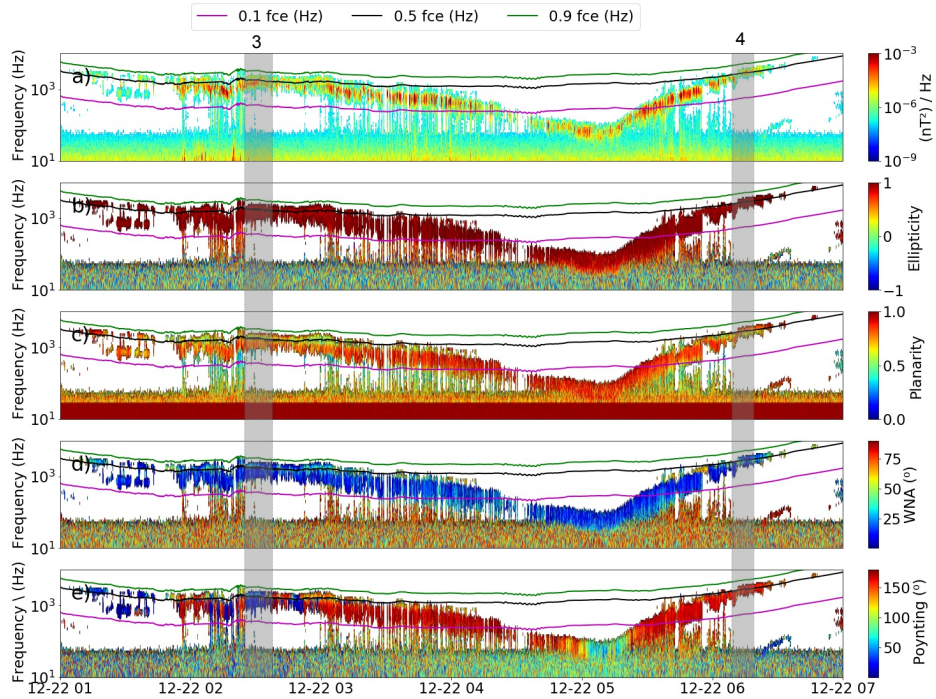 0.1 fce (Hz) 0.5 fce (Hz) 0.9 fce (Hz)
3 4
a)
Frequency (Hz)
10³
10¹
10⁻³
10⁻⁶
10⁻⁹
(nT²) / Hz
b)
Frequency (Hz)
10³
10¹
1
0
−1
Ellipticity
c)
Frequency (Hz)
10³
10¹
1.0
0.5
0.0
Planarity
d)
Frequency (Hz)
10³
10¹
75
50
25
WNA (⁰)
e)
Frequency \ (Hz)
10³
10¹
150
100
50
Poynting (⁰)
12-22 01 12-22 02 12-22 03 12-22 04 12-22 05 12-22 06 12-22 07